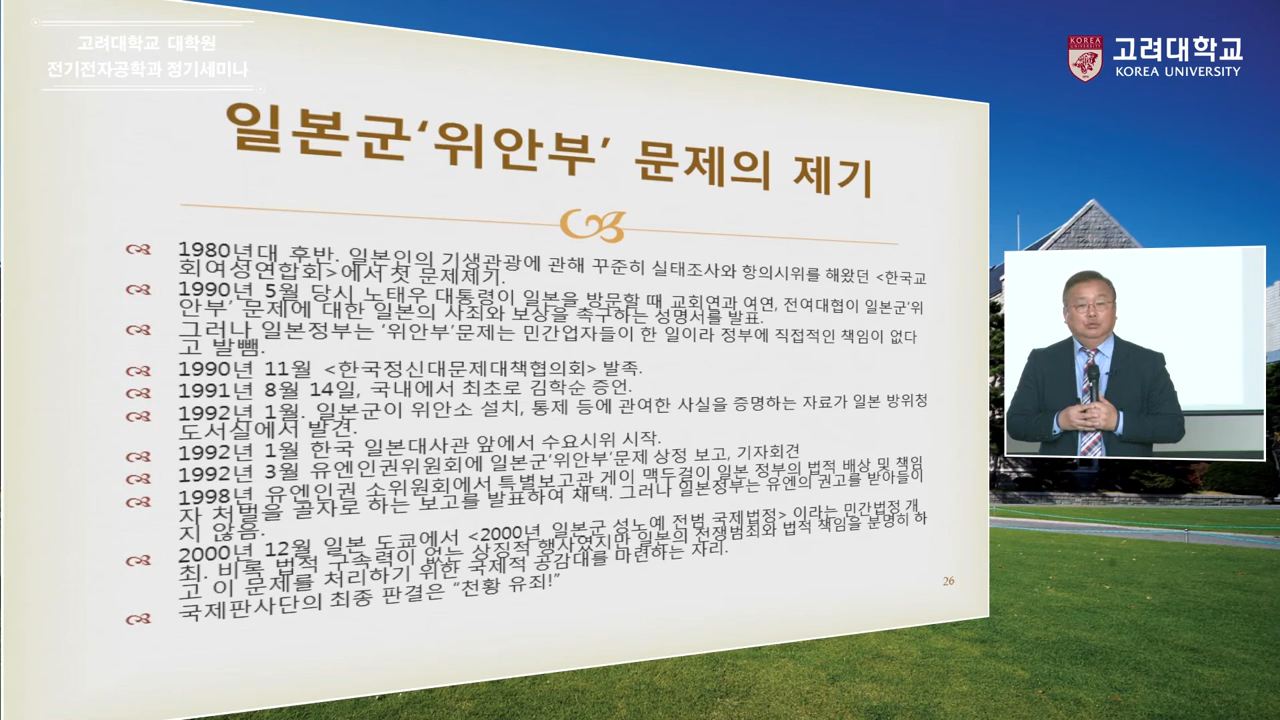 고려대학교 대학원
전기전자공학과 정기세미나
KOREA
고려대학교
KOREA UNIVERSITY
일본군‘위안부’ 문제의 제기
1980년대 후반. 일본인의 기생관광에 관해 꾸준히 실태조사와 항의시위를 해왔던 <한국교
회여성연합회>에서 첫 문제제기.
1990년 5월 당시 노태우 대통령이 일본을 방문할 때 교회연과 여연, 전여대협이 일본군‘위
안부’ 문제에 대한 일본의 사죄와 보상을 촉구하는 성명서를 발표.
그러나 일본정부는 ‘위안부’문제는 민간업자들이 한 일이라 정부에 직접적인 책임이 없다
고 발뺌.
1990년 11월 <한국정신대문제대책협의회> 발족.
1991년 8월 14일, 국내에서 최초로 김학순 증언.
1992년 1월. 일본군이 위안소 설치, 통제 등에 관여한 사실을 증명하는 자료가 일본 방위청
도서실에서 발견.
1992년 1월 한국 일본대사관 앞에서 수요시위 시작.
1992년 3월 유엔인권위원회에 일본군‘위안부’문제 상정 보고, 기자회견
1998년 유엔인권 소위원회에서 특별보고관 게이 맥두걸이 일본 정부의 법적 배상 및 책임
자 처벌을 골자로 하는 보고를 발표하여 채택. 그러나 일본정부는 유엔의 권고를 받아들이
지 않음.
2000년 12월 일본 도쿄에서 <2000년 일본군 성노예 전범 국제법정> 이라는 민간법정 개
최. 비록 법적 구속력이 없는 상징적 행사였지만 일본의 전쟁범죄와 법적 책임을 분명히 하
고 이 문제를 처리하기 위한 국제적 공감대를 마련하는 자리.
국제판사단의 최종 판결은 “천황 유죄!”
26